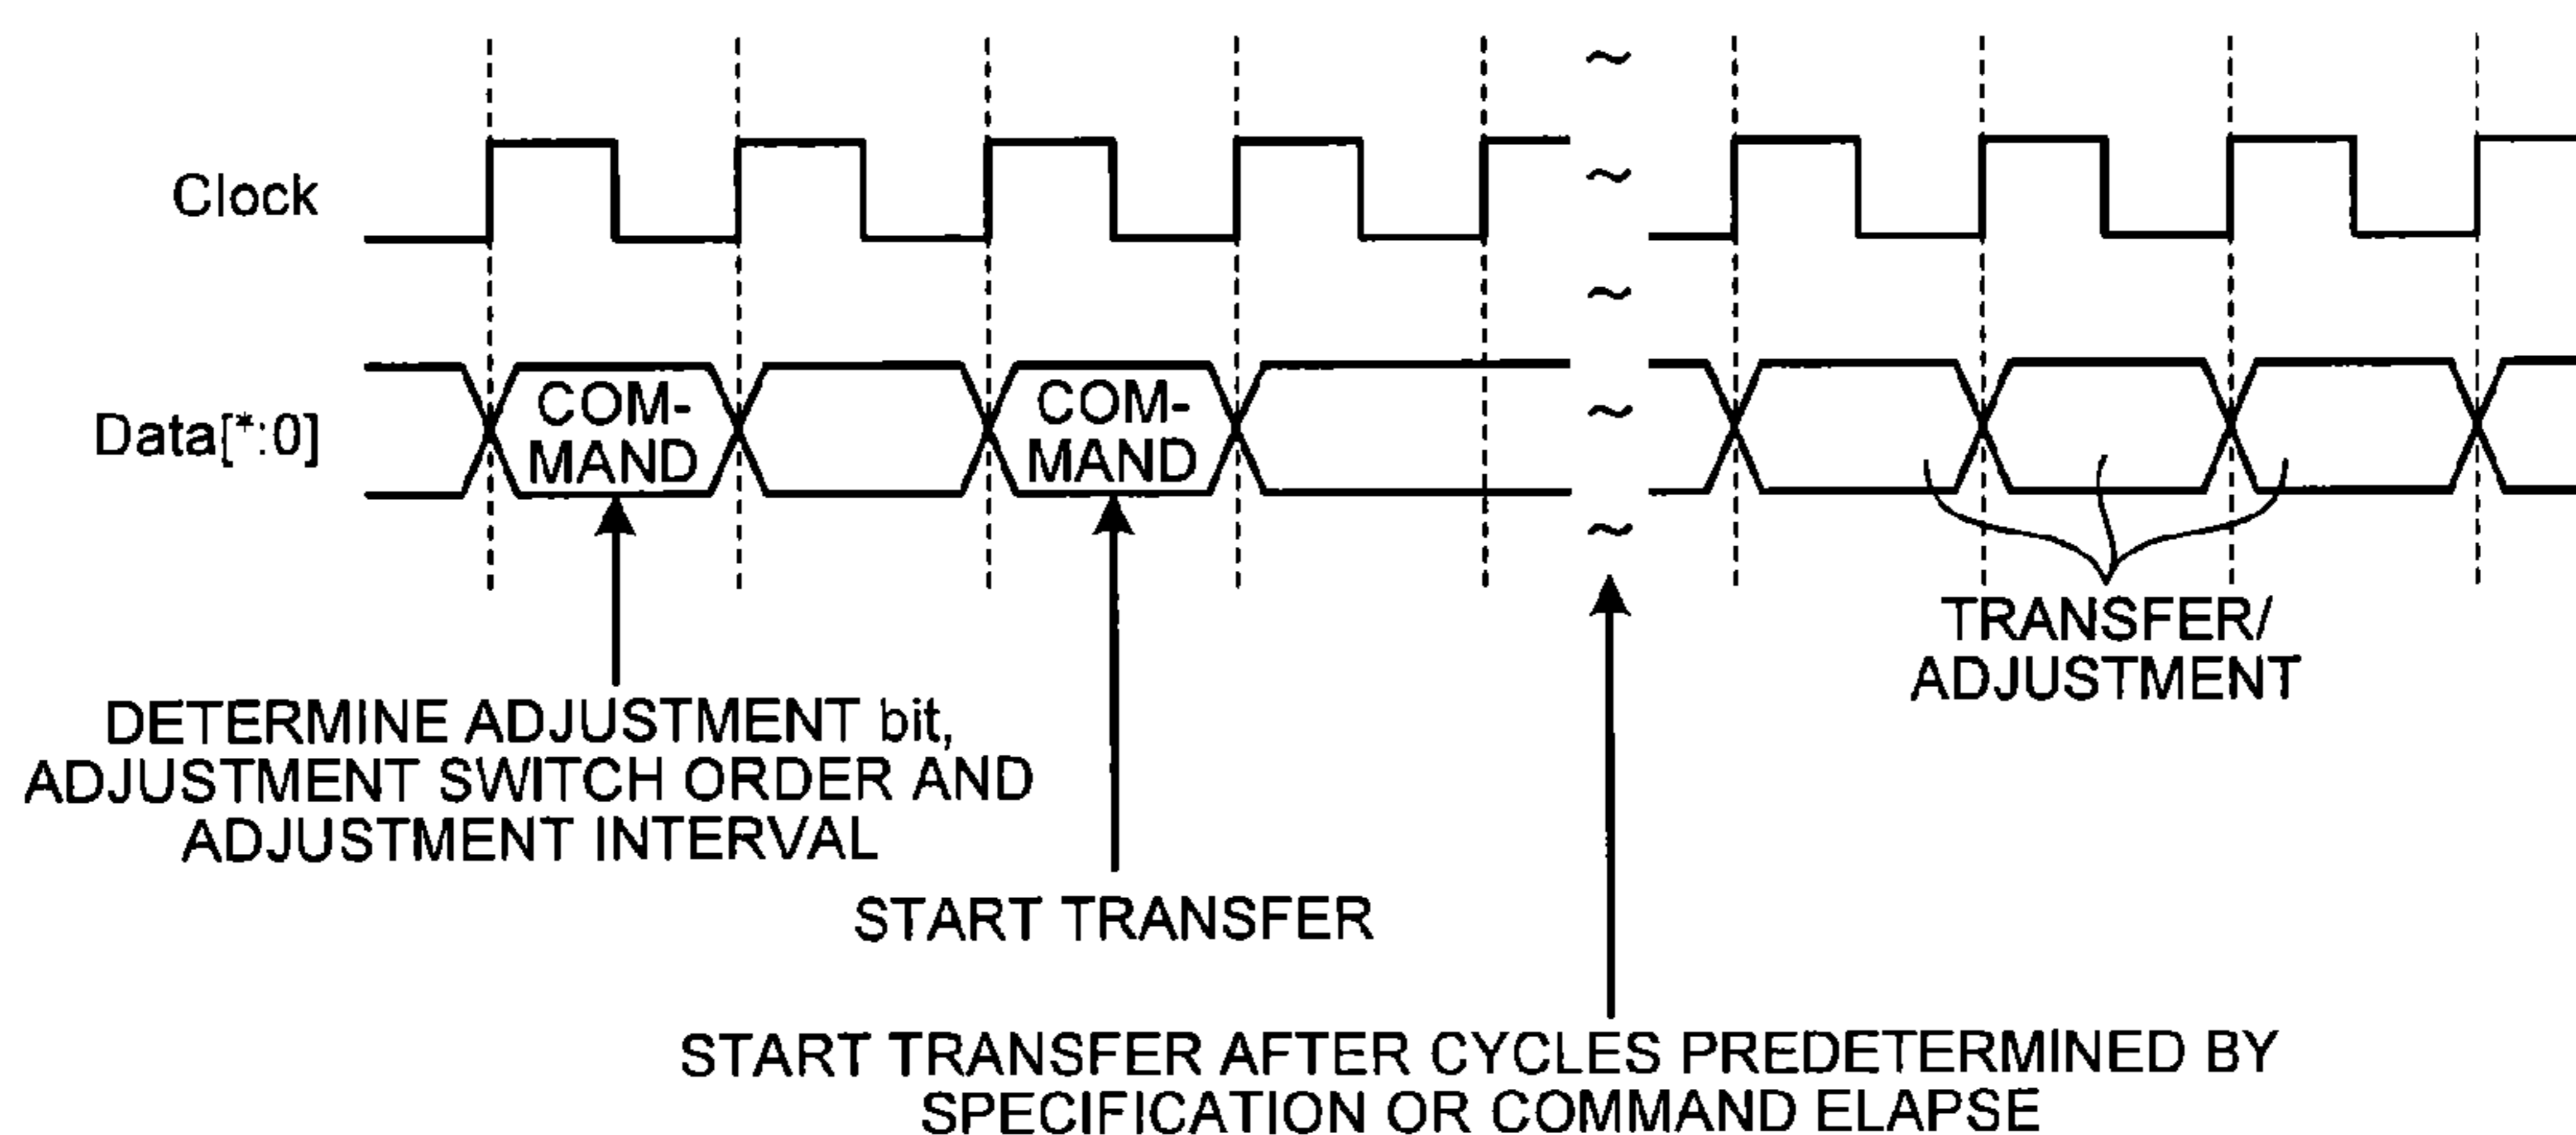 Clock
Data[*:0]
COM-
MAND
COM-
MAND
DETERMINE ADJUSTMENT bit,
ADJUSTMENT SWITCH ORDER AND
ADJUSTMENT INTERVAL
START TRANSFER
TRANSFER/
ADJUSTMENT
START TRANSFER AFTER CYCLES PREDETERMINED BY
SPECIFICATION OR COMMAND ELAPSE